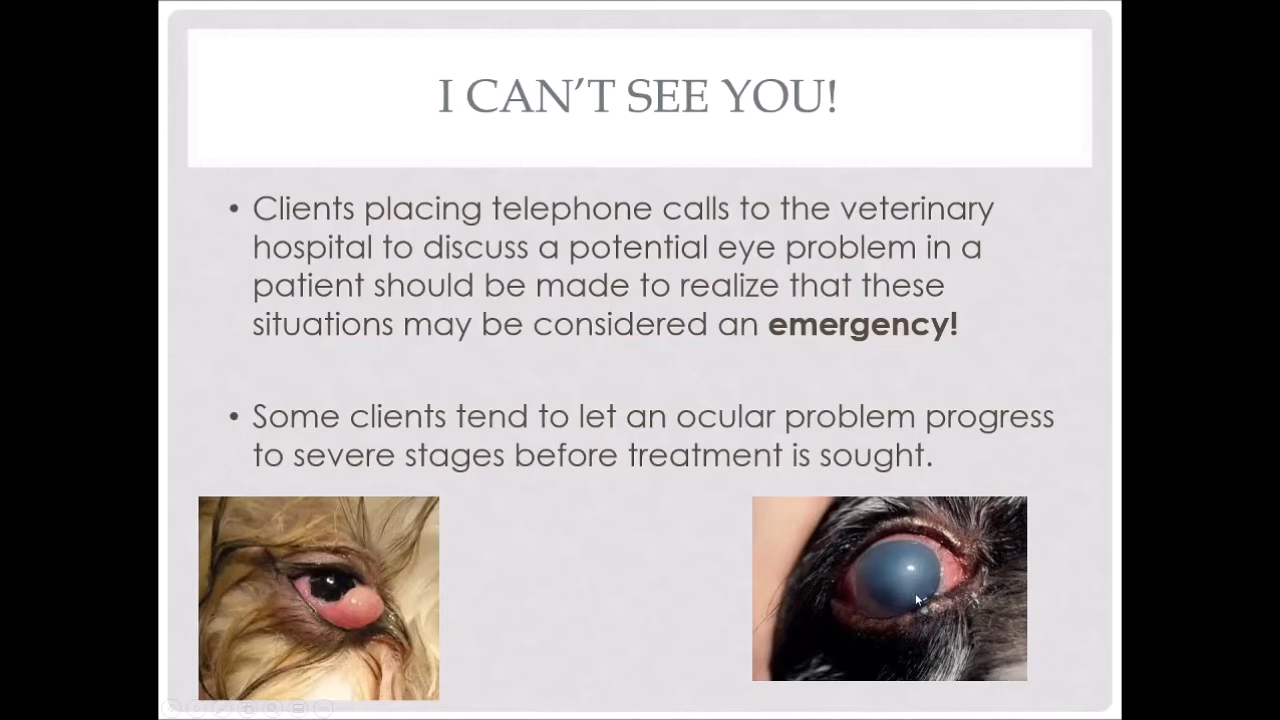 I CAN'T SEE YOU!
• Clients placing telephone calls to the veterinary
hospital to discuss a potential eye problem in a
patient should be made to realize that these
situations may be considered an emergency!
• Some clients tend to let an ocular problem progress
to severe stages before treatment is sought.